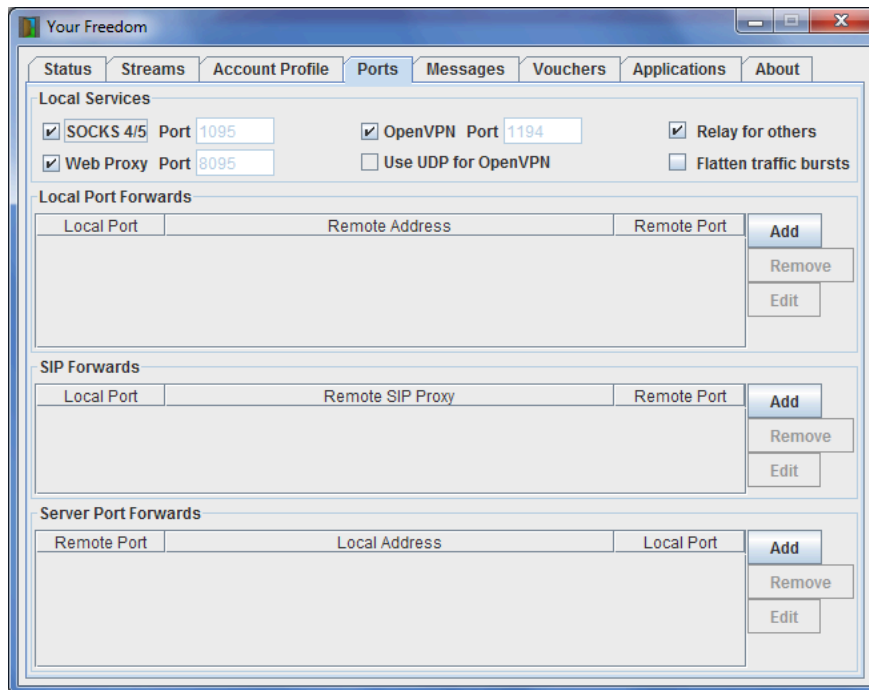 Your Freedom
Status Streams Account Profile Ports Messages Vouchers Applications About
Local Services
SOCKS 4/5 Port 1095 OpenVPN Port 1194 Relay for others
Web Proxy Port 8095 Use UDP for OpenVPN Flatten traffic bursts
Local Port Forwards
Local Port Remote Address Remote Port Add
Remove
Edit
SIP Forwards
Local Port Remote SIP Proxy Remote Port Add
Remove
Edit
Server Port Forwards
Remote Port Local Address Local Port Add
Remove
Edit